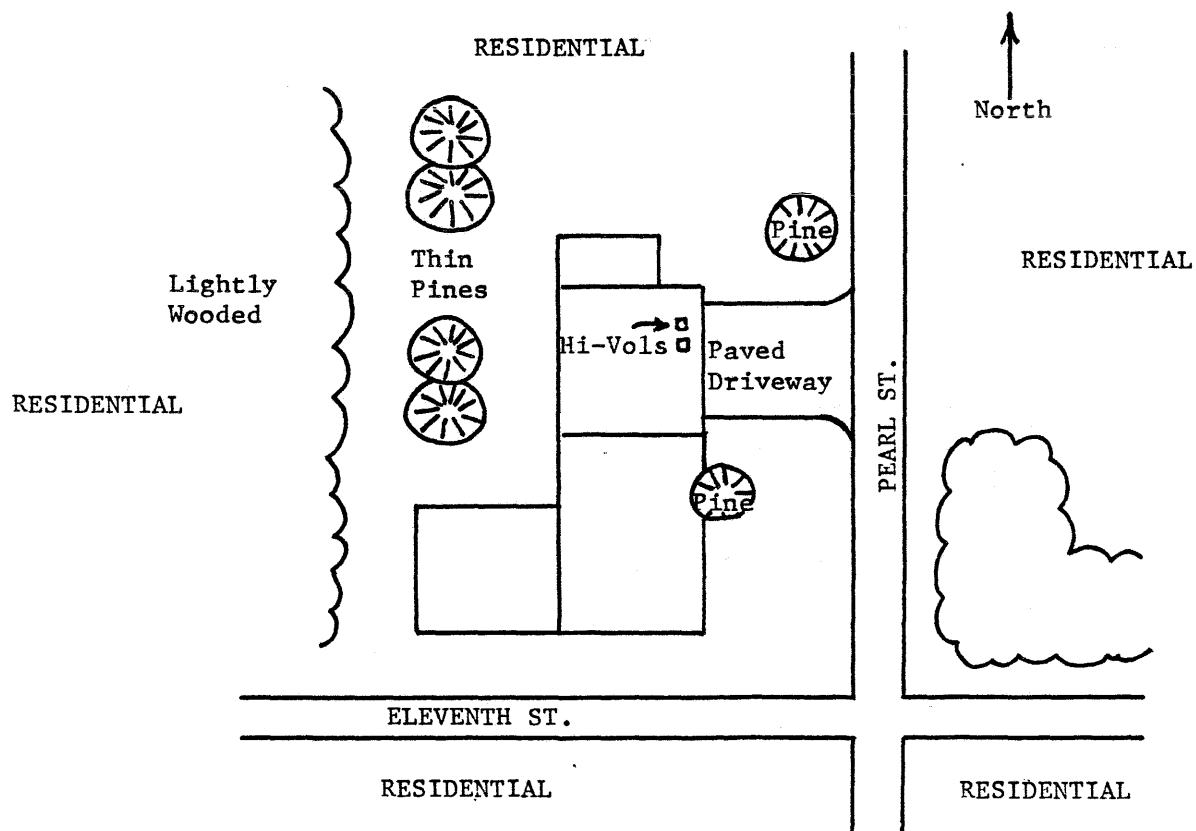 RESIDENTIAL
North
Pine
Thin
Pines
RESIDENTIAL
Lightly
Wooded
Hi-Vols
Paved
Driveway
RESIDENTIAL
PEARL ST.
Pine
ELEVENTH ST.
RESIDENTIAL
RESIDENTIAL